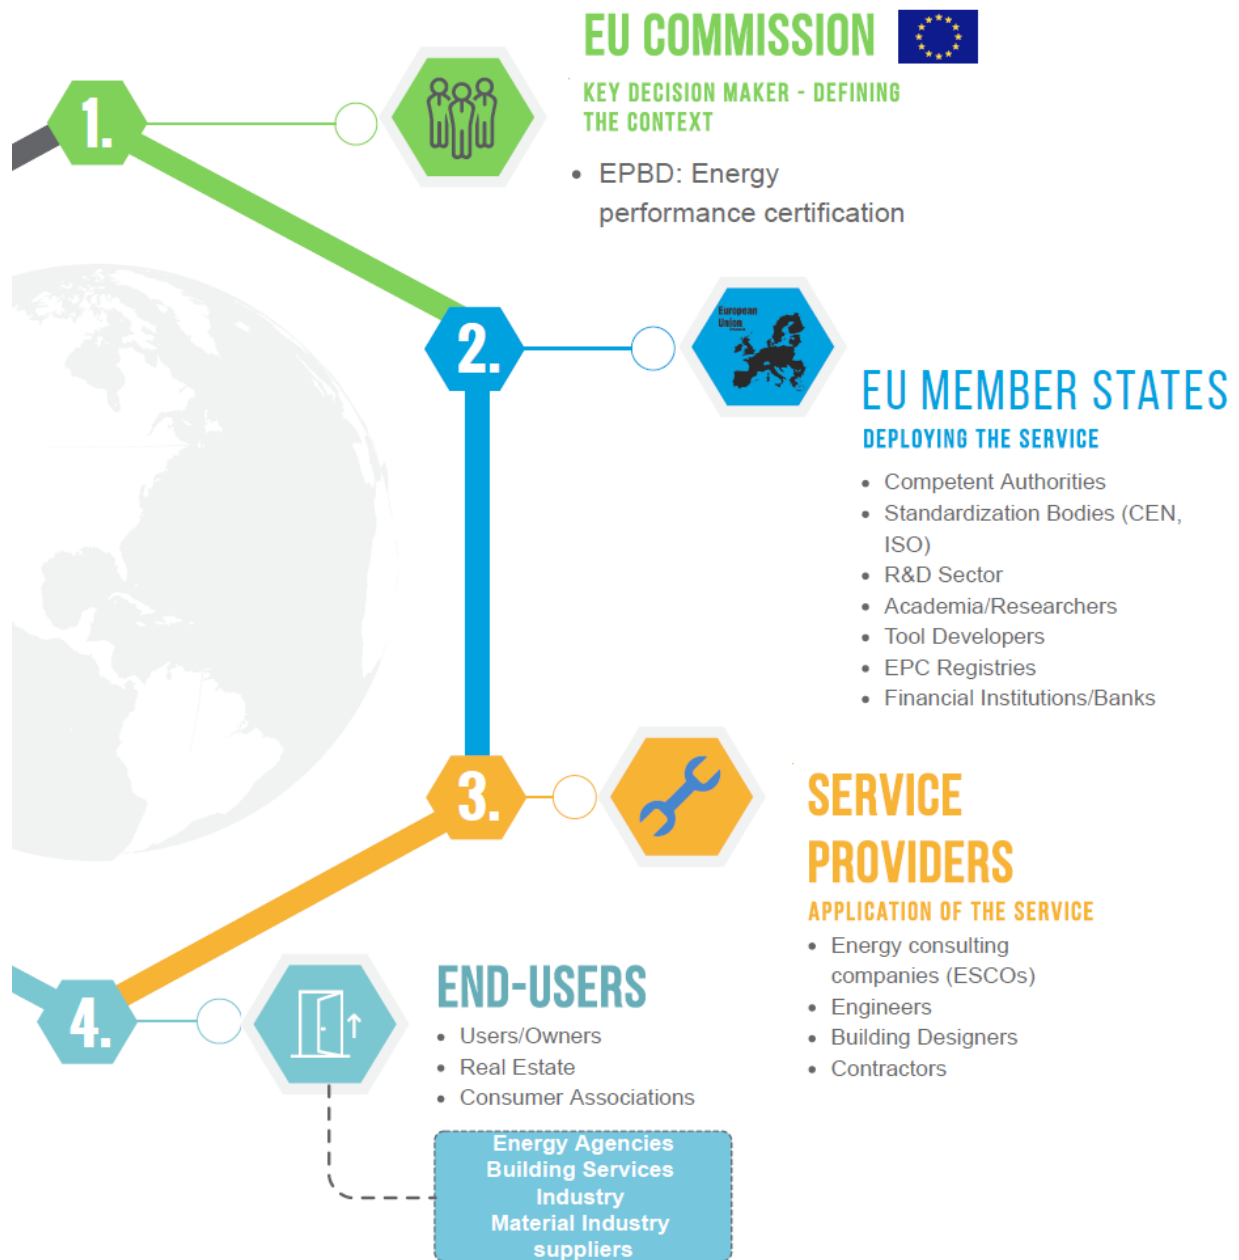 1.
EU COMMISSION
KEY DECISION MAKER - DEFINING
THE CONTEXT
• EPBD: Energy
performance certification
2.
European
Union
EU MEMBER STATES
DEPLOYING THE SERVICE
• Competent Authorities
• Standardization Bodies (CEN,
ISO)
• R&D Sector
• Academia/Researchers
• Tool Developers
• EPC Registries
• Financial Institutions/Banks
3.
SERVICE
PROVIDERS
APPLICATION OF THE SERVICE
• Energy consulting
companies (ESCOs)
• Engineers
• Building Designers
• Contractors
4.
END-USERS
• Users/Owners
• Real Estate
• Consumer Associations
Energy Agencies
Building Services
Industry
Material Industry
suppliers